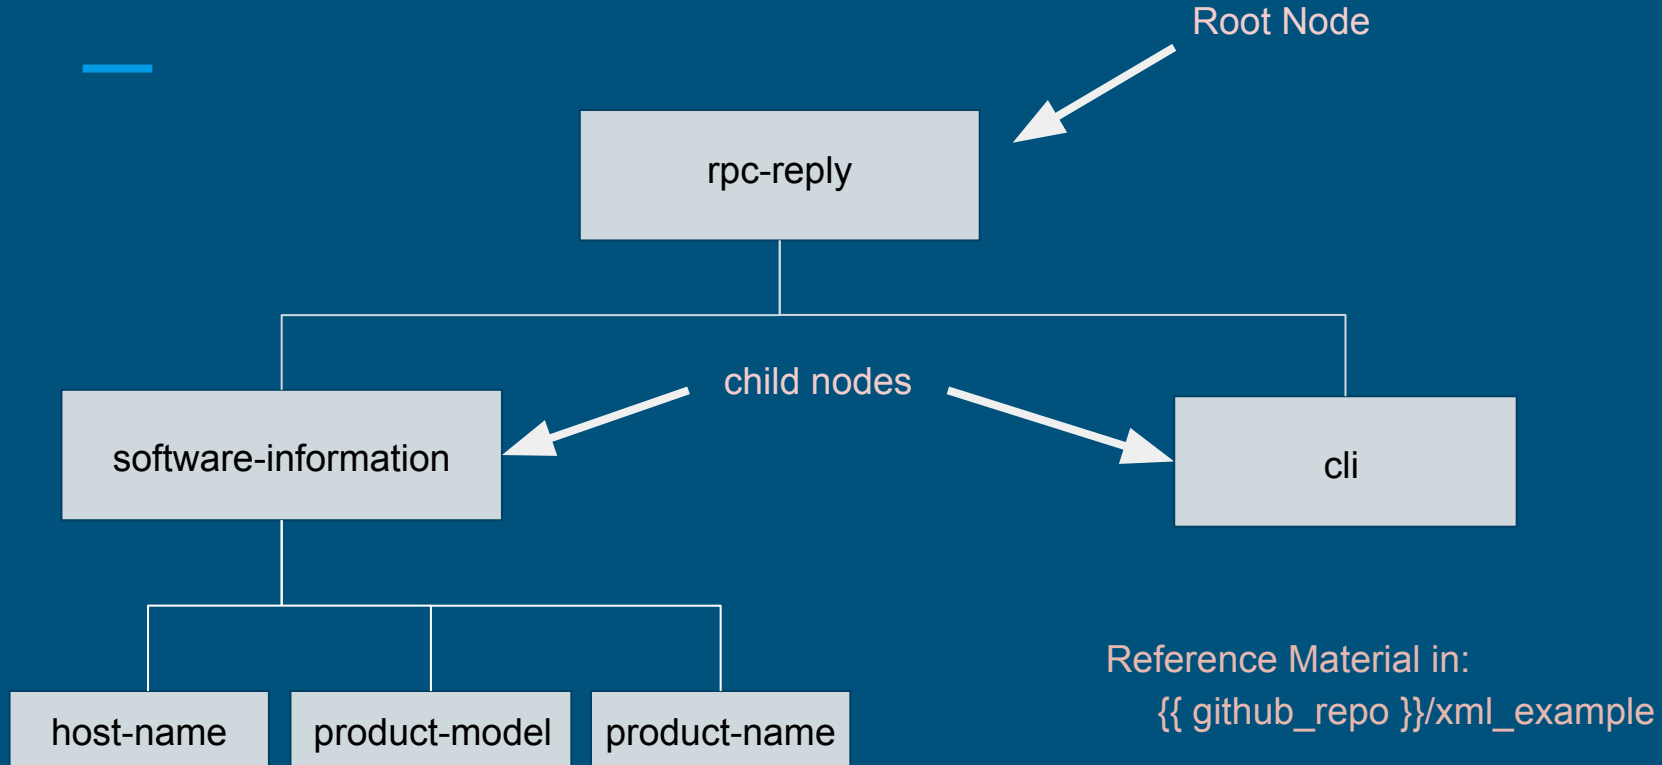 Root Node
rpc-reply
child nodes
software-information
cli
Reference Material in:
{{ github_repo }}/xml_example
host-name
product-model
product-name